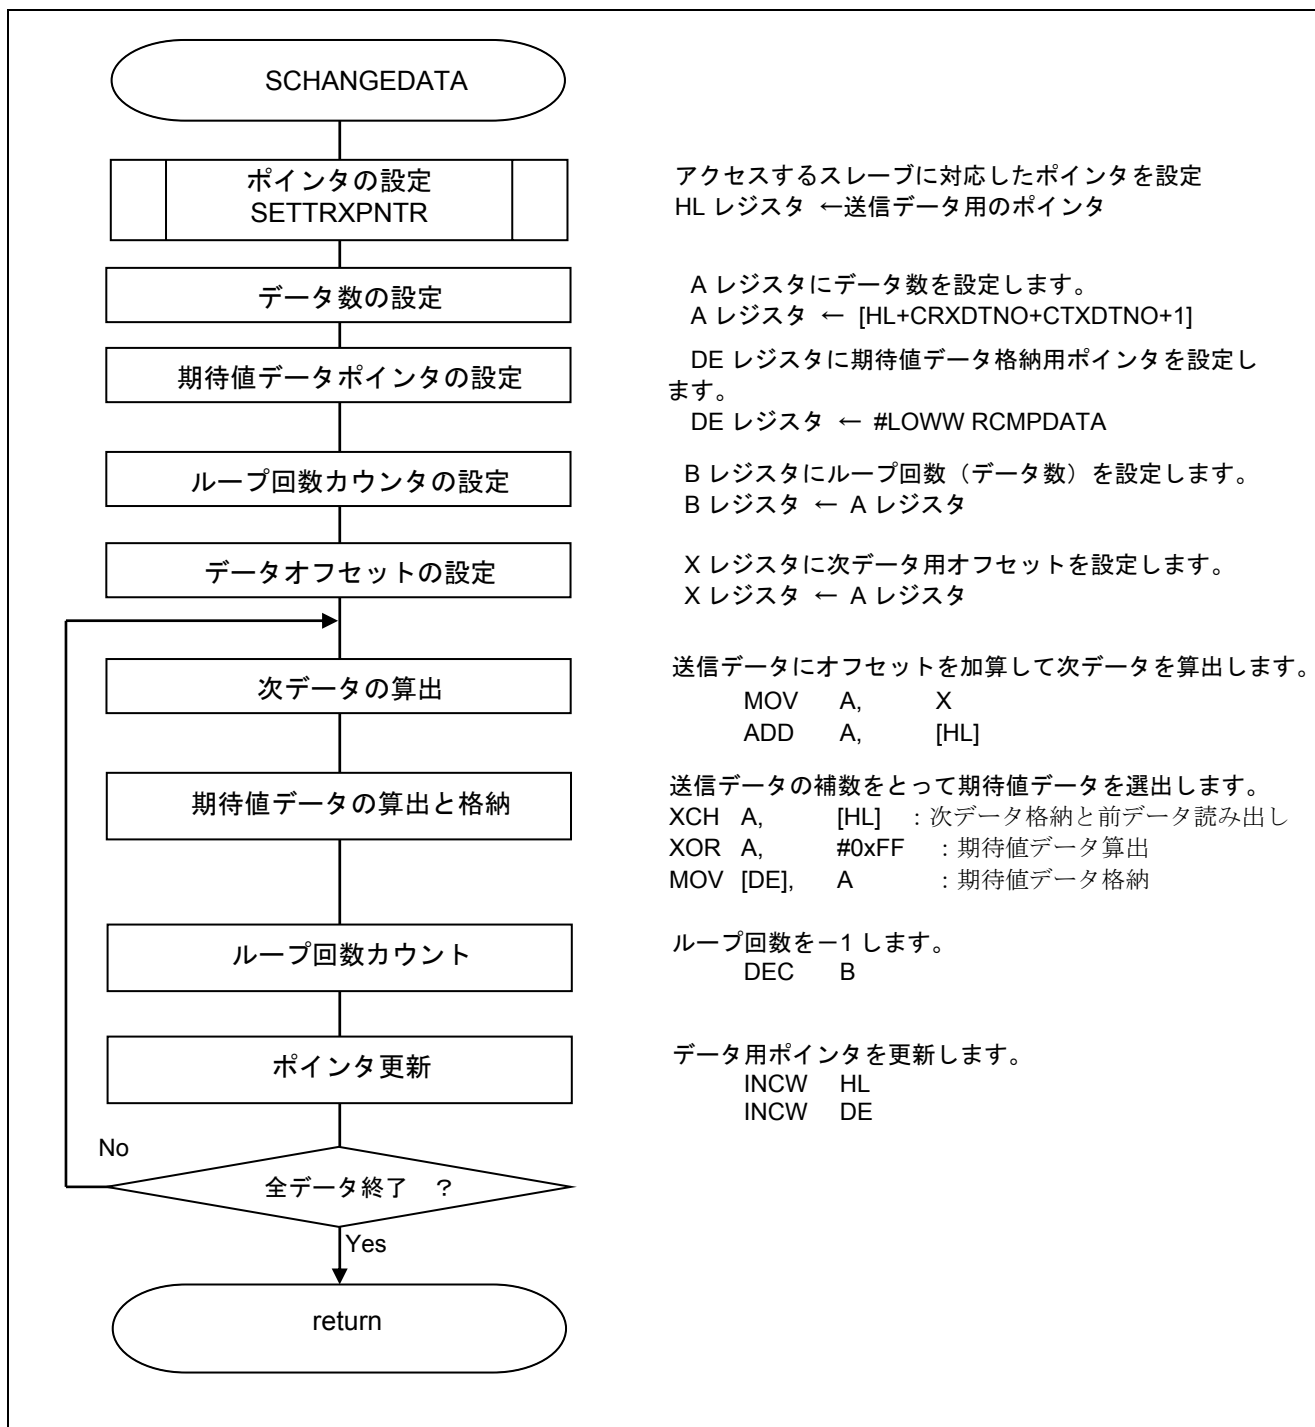 SCHANGEDATA
ポインタの設定
SETTRXPNTR
アクセスするスレーブに対応したポインタを設定
HL レジスタ ←送信データ用のポインタ
データ数の設定
A レジスタにデータ数を設定します。
A レジスタ ← [HL+CRXDTNO+CTXDTNO+1]
期待値データポインタの設定
DE レジスタに期待値データ格納用ポインタを設定し
ます。
DE レジスタ ← #LOWW RCMPDATA
ループ回数カウンタの設定
B レジスタにループ回数（データ数）を設定します。
B レジスタ ← A レジスタ
データオフセットの設定
X レジスタに次データ用オフセットを設定します。
X レジスタ ← A レジスタ
次データの算出
送信データにオフセットを加算して次データを算出します。
MOV A, X
ADD A, [HL]
期待値データの算出と格納
送信データの補数をとって期待値データを選出します。
XCH A, [HL] ：次データ格納と前データ読み出し
XOR A, #0xFF ：期待値データ算出
MOV [DE], A ：期待値データ格納
ループ回数カウント
ループ回数を－1 します。
DEC B
ポインタ更新
データ用ポインタを更新します。
INCW HL
INCW DE
No
全データ終了 ？
Yes
return